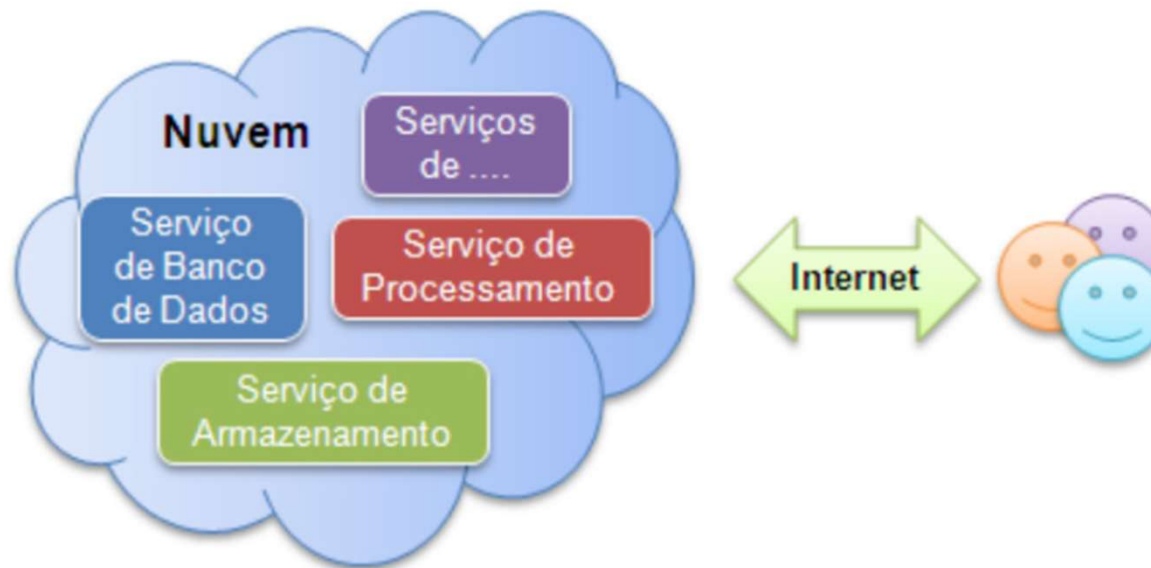 Nuvem
Serviços
de ....
Serviço
de Banco
de Dados
Serviço de
Processamento
Serviço de
Armazenamento
Internet